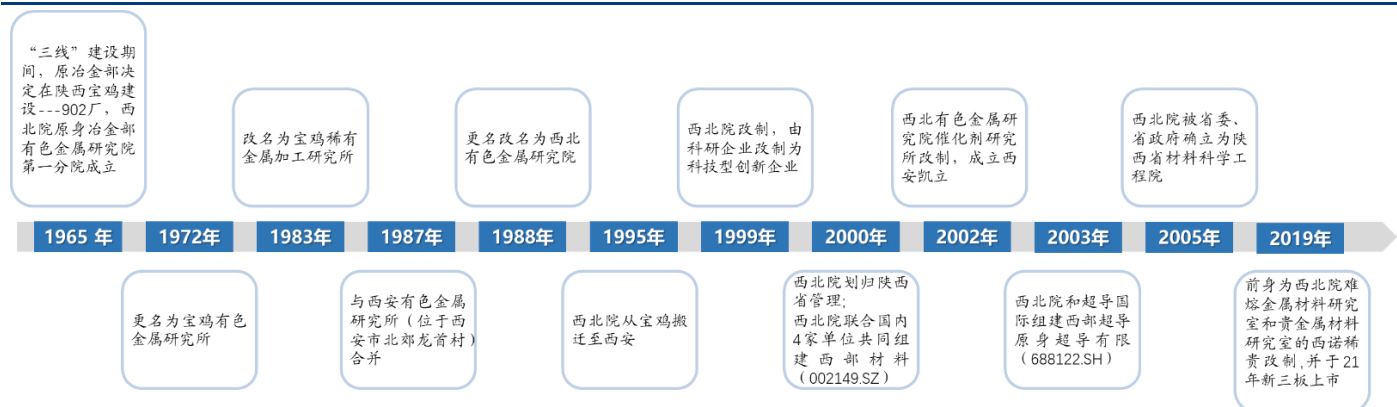 “三线”建设期
间，原冶金部决
定在陕西宝鸡建
设---902厂，西
北院原身冶金部
有色金属研究院
第一分院成立
改名为宝鸡稀有
金属加工研究所
更名改名为西北
有色金属研究院
西北院改制，由
科研企业改制为
科技型创新企业
西北有色金属研
究院催化剂研究
所改制，成立西
安凯立
西北院被省委、
省政府确立为陕
西省材料科学工
程院
1965 年
1972年
1983年
1987年
1988年
1995年
1999年
2000年
2002年
2003年
2005年
2019年
更名为宝鸡有色
金属研究所
与西安有色金属
研究所（位于西
安市北郊龙首村）
合并
西北院从宝鸡搬
迁至西安
西北院划归陕西
省管理;
西北院联合国内
4家单位共同组
建西部材料
（002149.SZ）
西北院和超导国
际组建西部超导
原身超导有限
（688122.SH）
前身为西北院难
熔金属材料研究
室和贵金属材料
研究室的西诺稀
贵改制,并于21
年新三板上市